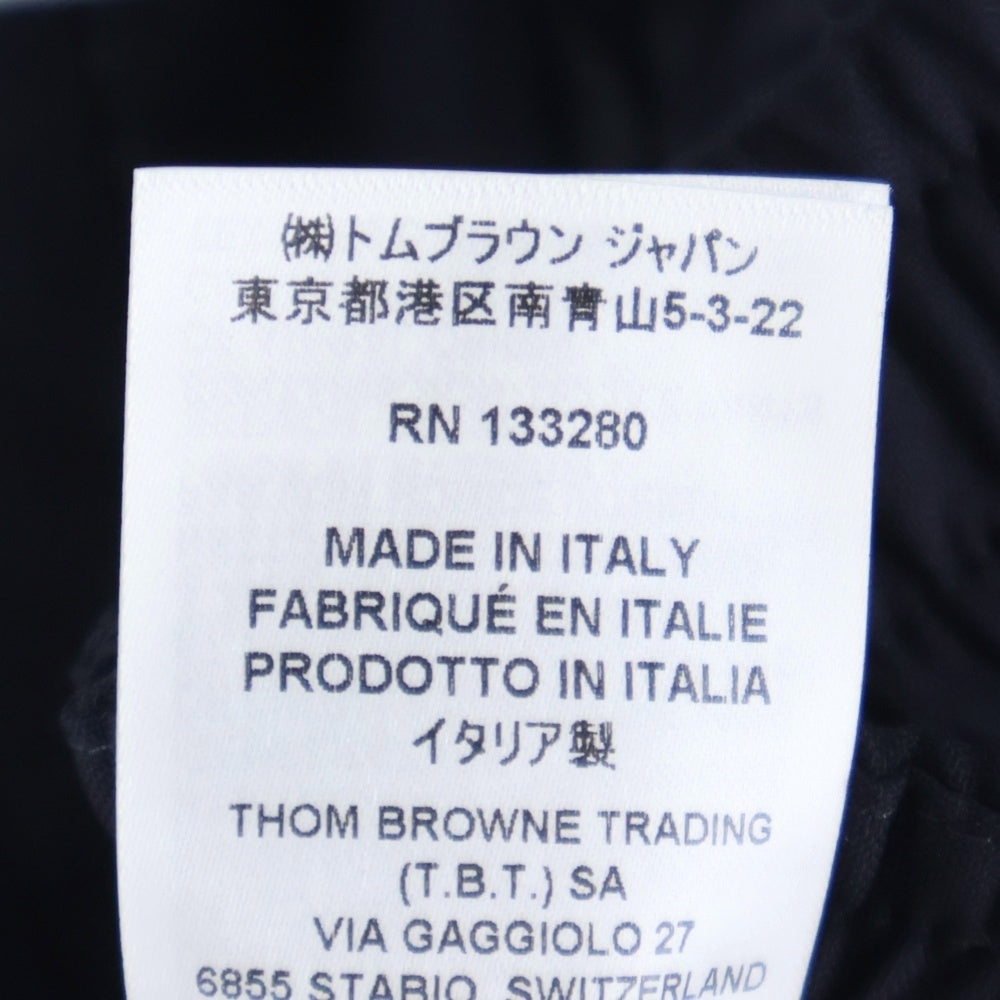 ㈱トムブラウン ジャパン
東京都港区南青山5-3-22
RN 133280
MADE IN ITALY
FABRIQUÉ EN ITALIE
PRODOTTO IN ITALIA
イタリア製
THOM BROWNE TRADING
(T.B.T.) SA
VIA GAGGIOLO 27
6855 STABIO, SWITZERLAND